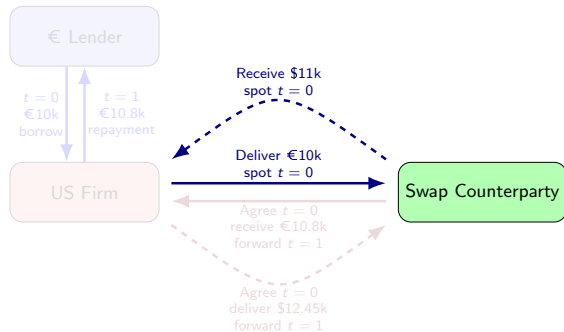 € Lender
t = 0
€10k
borrow
t = 1
€10.8k
repayment
Receive $11k
spot t = 0
US Firm
Deliver €10k
spot t = 0
Swap Counterparty
Agree t = 0
receive €10.8k
forward t = 1
Agree t = 0
deliver $12.45k
forward t = 1